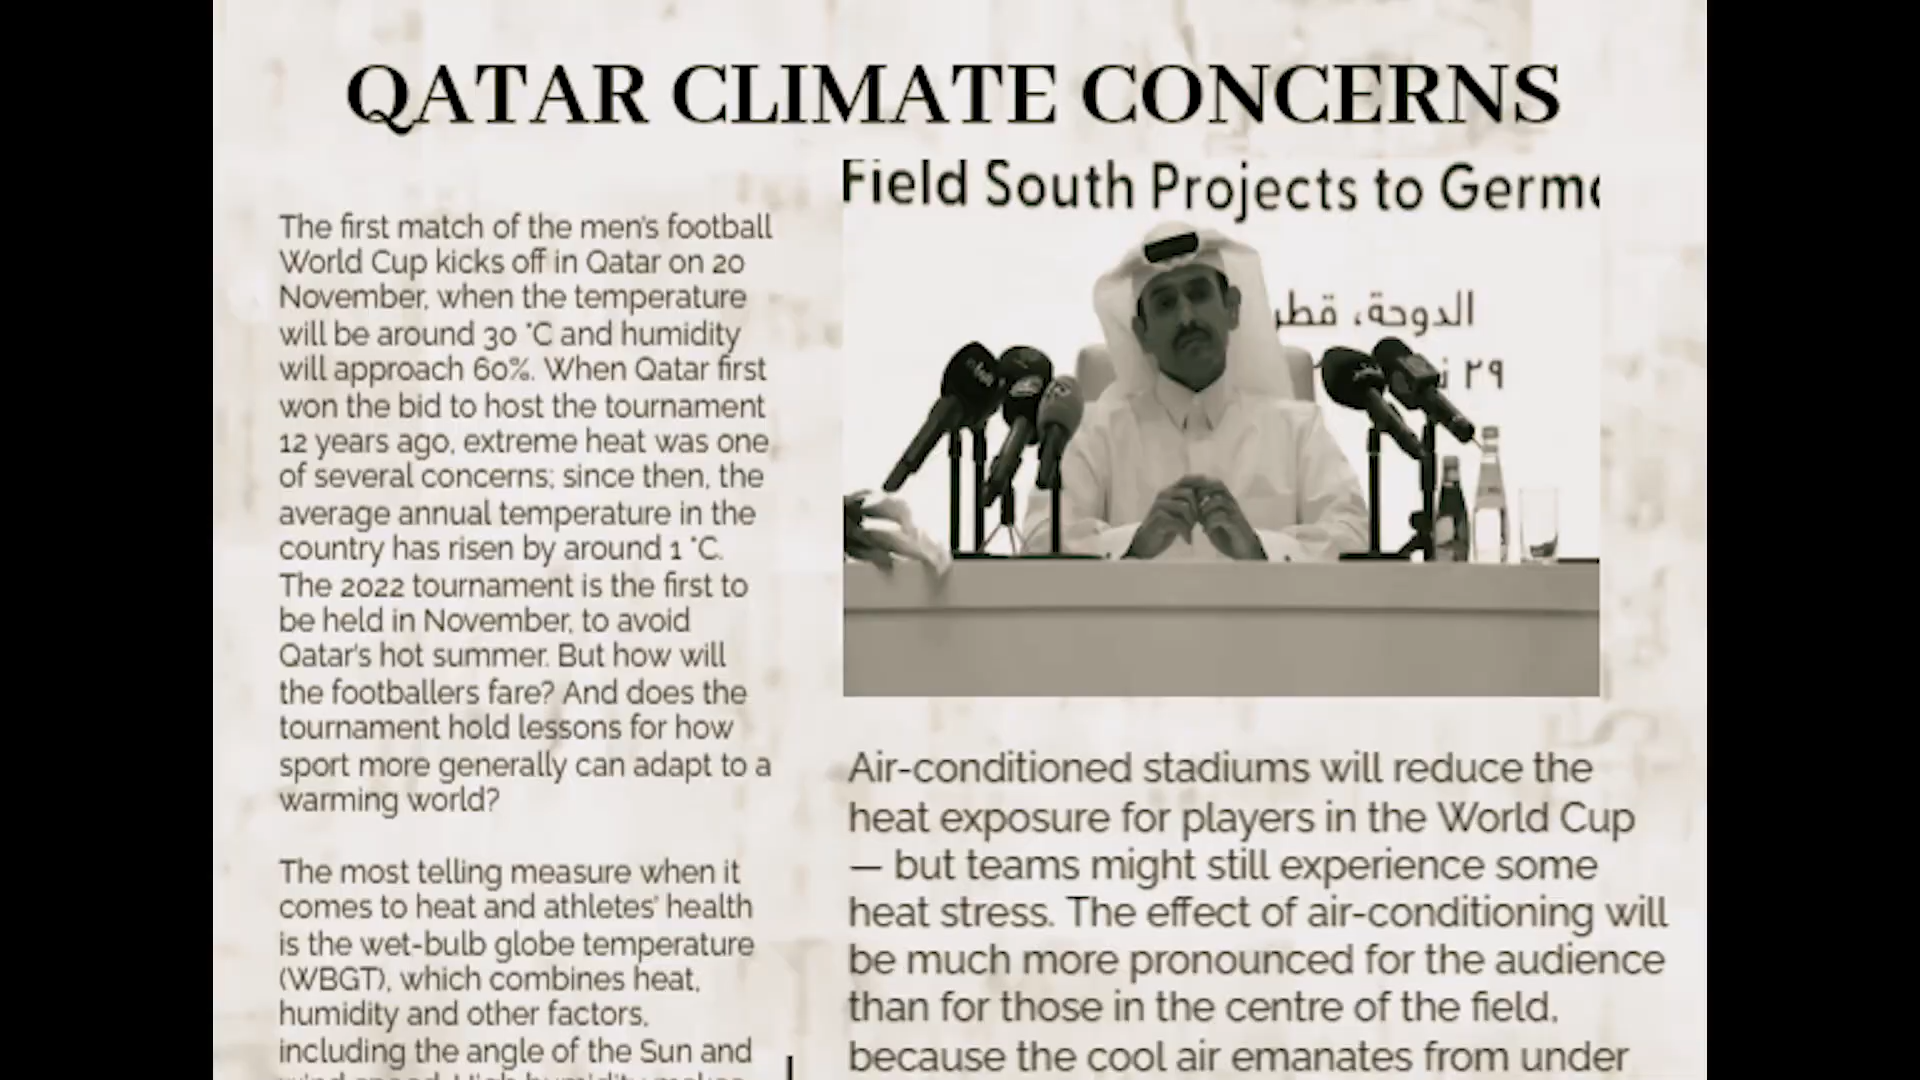 QATAR CLIMATE CONCERNS
The first match of the men's football
World Cup kicks off in Qatar on 20
November, when the temperature
will be around 30 °C and humidity
will approach 60%. When Qatar first
won the bid to host the tournament
12 years ago, extreme heat was one
of several concerns; since then, the
average annual temperature in the
country has risen by around 1 °C.
The 2022 tournament is the first to
be held in November, to avoid
Qatar's hot summer. But how will
the footballers fare? And does the
tournament hold lessons for how
sport more generally can adapt to a
warming world?
The most telling measure when it
comes to heat and athletes' health
is the wet-bulb globe temperature
(WBGT), which combines heat,
humidity and other factors,
including the angle of the Sun and
Field South Projects to
الدوحة، قطر
٢٩
Air-conditioned stadiums will reduce the
heat exposure for players in the World Cup
— but teams might still experience some
heat stress. The effect of air-conditioning will
be much more pronounced for the audience
than for those in the centre of the field,
because the cool air emanates from under